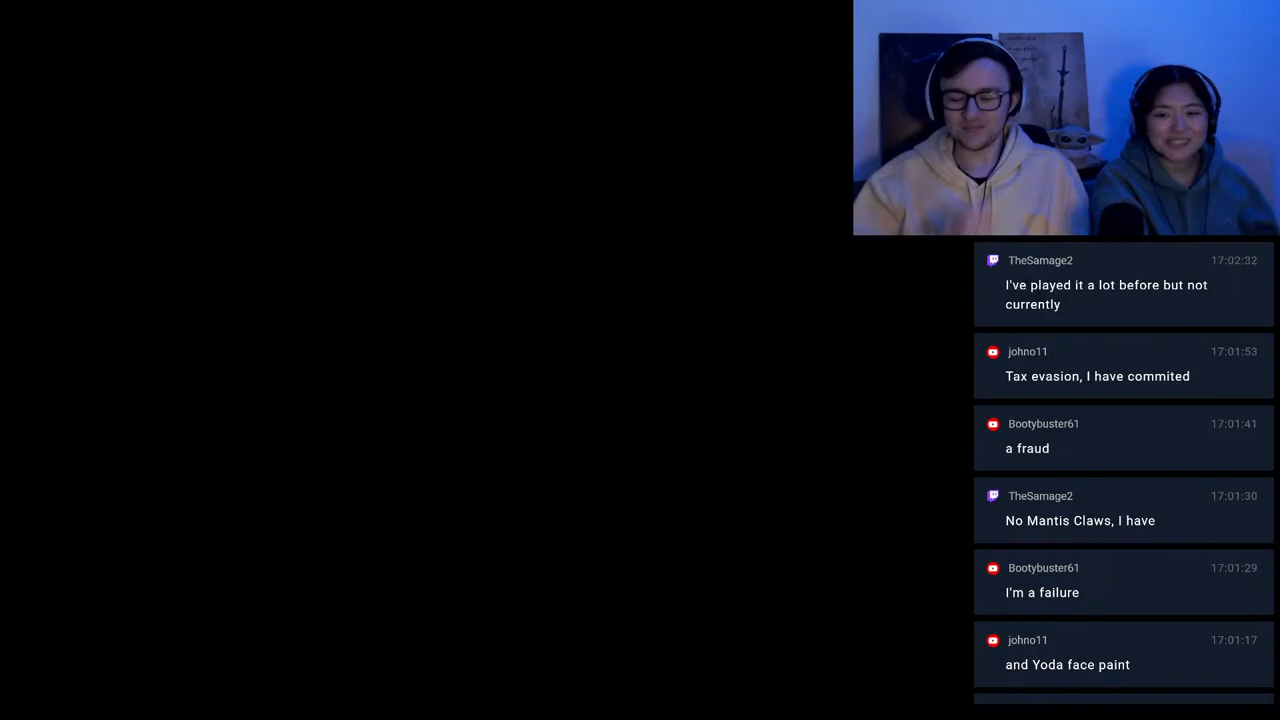 TheSamage2 17:02:32
I've played it a lot before but not
currently
johno11 17:01:53
Tax evasion, I have commited
Bootybuster61 17:01:41
a fraud
TheSamage2 17:01:30
No Mantis Claws, I have
Bootybuster61 17:01:29
I'm a failure
johno11 17:01:17
and Yoda face paint